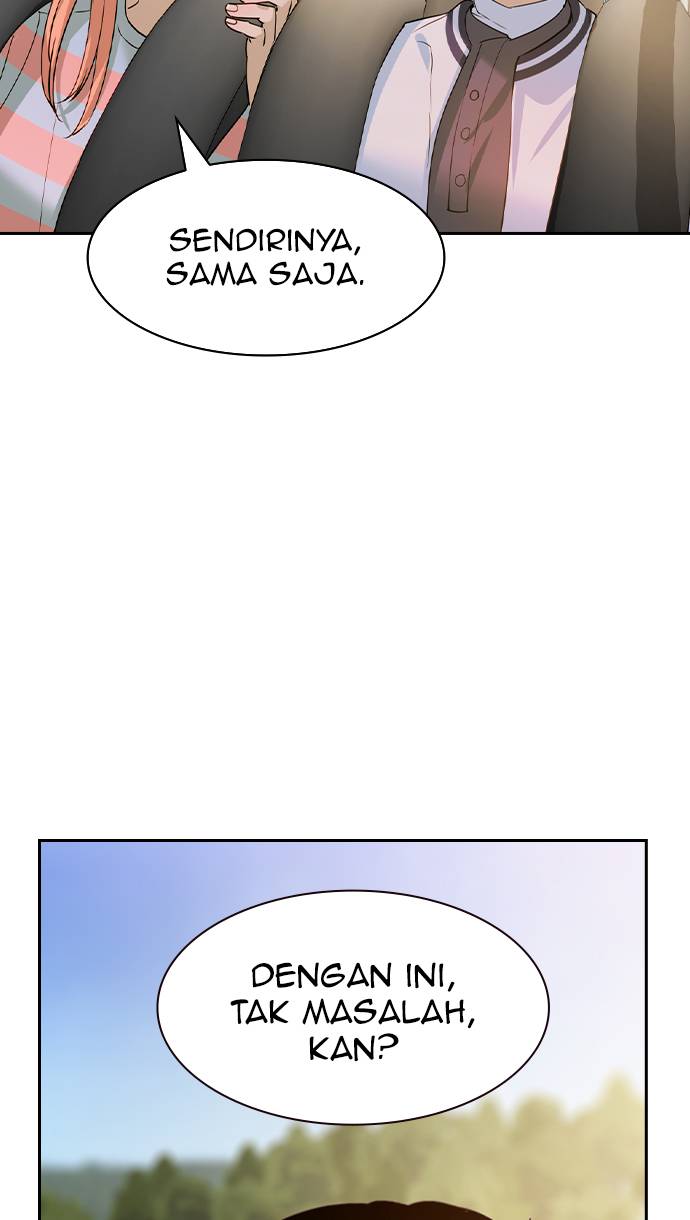 SENDIRINYA,
SAMA SAJA.
DENGAN INI,
TAK MASALAH,
KAN?